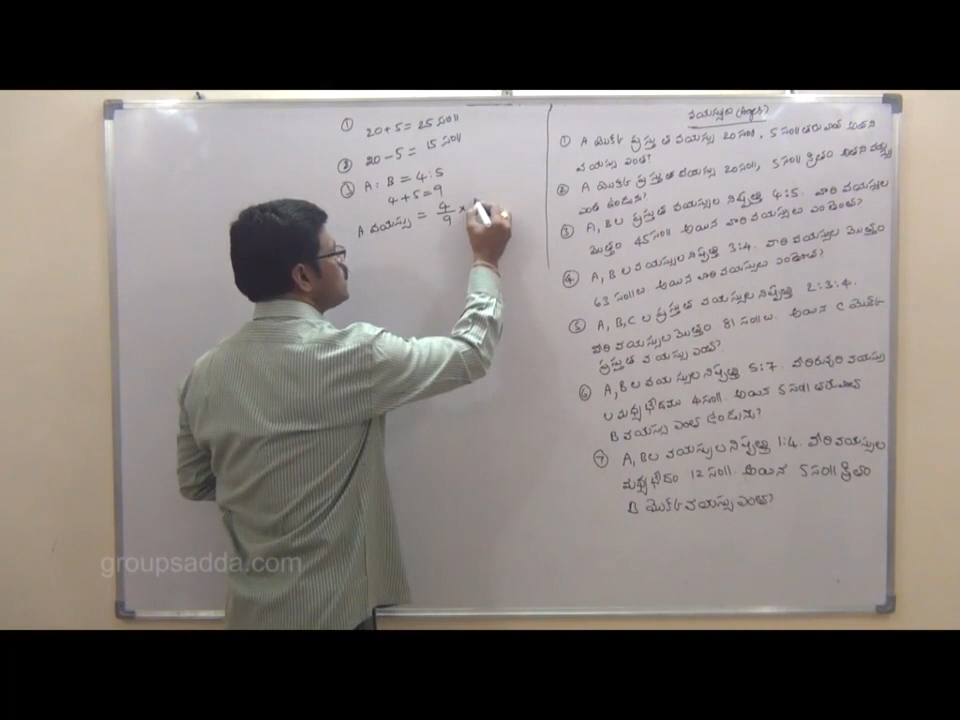 ① 20+5 = 25 సం॥
② 20-5 = 15 సం॥
③ A : B = 4:5
4+5=9
A వయస్సు = 4/9 ×
వయస్సులు (Ages)
① A యొక్క ప్రస్తుత వయస్సు 20 సం॥, 5 సం॥ తరువాత అతని
వయస్సు ఎంత?
② A యొక్క ప్రస్తుత వయస్సు 20 సం॥, 5 సం॥ క్రితం అతని వయస్సు
ఎంత ఉండును?
③ A, B ల ప్రస్తుత వయస్సుల నిష్పత్తి 4:5. వారి వయస్సుల
మొత్తం 45 సం॥ అయిన వారి వయస్సులు ఎంతెంత?
④ A, B ల వయస్సుల నిష్పత్తి 3:4. వారి వయస్సుల మొత్తం
63 సం॥లు. అయిన వారి వయస్సులు ఎంతెంత?
⑤ A, B, C ల ప్రస్తుత వయస్సుల నిష్పత్తి 2:3:4.
వారి వయస్సుల మొత్తం 81 సం॥లు. అయిన C యొక్క
ప్రస్తుత వయస్సు ఎంత?
⑥ A, B ల వయస్సుల నిష్పత్తి 5:7. వారిరువురి వయస్సు
ల మధ్య భేదము 4 సం॥. అయిన 5 సం॥ తరువాత
B వయస్సు ఎంత ఉండును?
⑦ A, B ల వయస్సుల నిష్పత్తి 1:4. వారి వయస్సుల
మధ్య భేదం 12 సం॥. అయిన 5 సం॥ క్రితం
B యొక్క వయస్సు ఎంత?
groupsadda.com